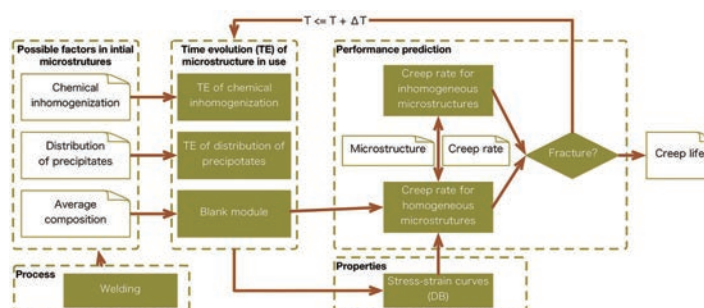 T <= T + ΔT
Possible factors in intial
microstrutures
Time evolution (TE) of
microstructure in use
Performance prediction
Chemical
inhomogenization
TE of chemical
inhomogenization
Creep rate for
inhomogeneous
microstructures
Distribution
of precipitates
TE of distribution of
precipotates
Microstructure
Creep rate
Fracture?
Creep life
Average
composition
Blank module
Creep rate for
homogeneous
microstrutures
Process
Welding
Properties
Stress-strain curves
(DB)